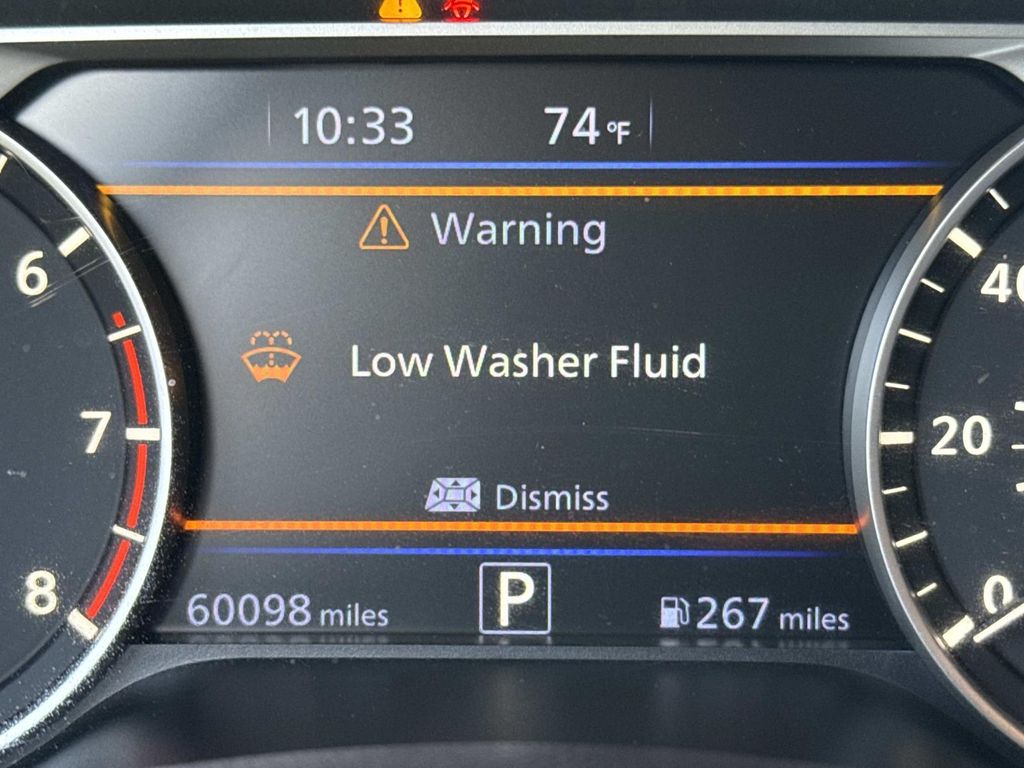 10:33 74°F
Warning
6
40
Low Washer Fluid
7
20
Dismiss
8
0
60098 miles P 267 miles